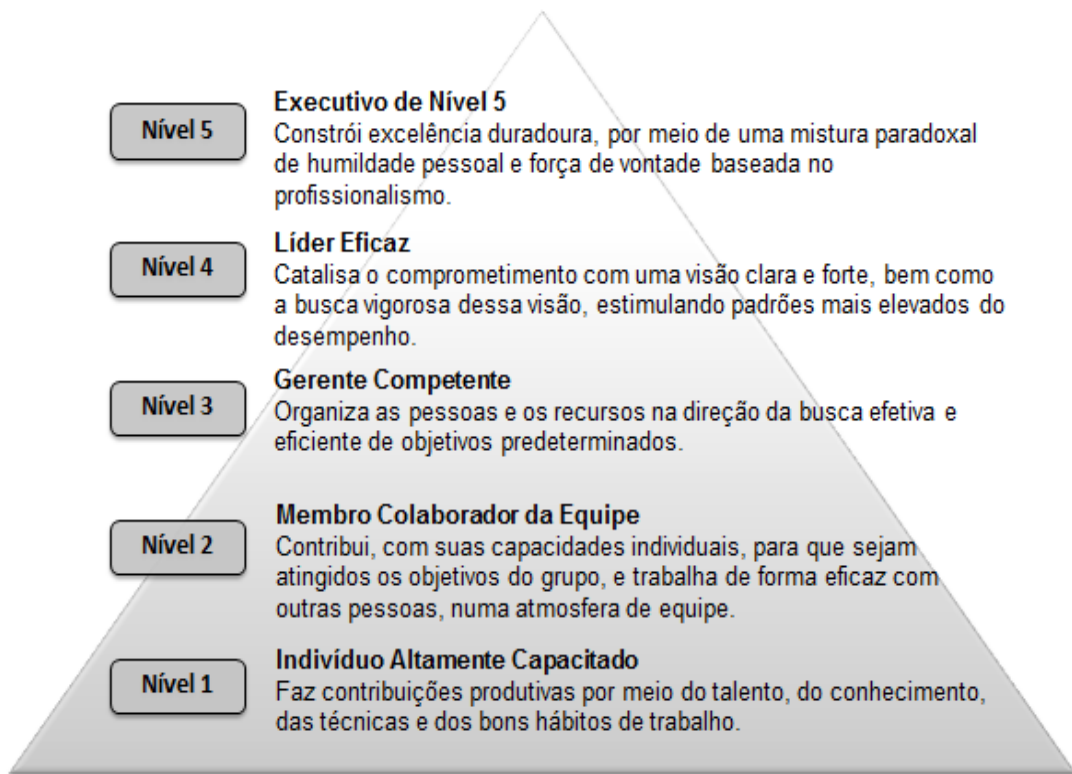 Nível 5
Executivo de Nível 5
Constrói excelência duradoura, por meio de uma mistura paradoxal
de humildade pessoal e força de vontade baseada no
profissionalismo.
Nível 4
Líder Eficaz
Catalisa o comprometimento com uma visão clara e forte, bem como
a busca vigorosa dessa visão, estimulando padrões mais elevados do
desempenho.
Nível 3
Gerente Competente
Organiza as pessoas e os recursos na direção da busca efetiva e
eficiente de objetivos predeterminados.
Nível 2
Membro Colaborador da Equipe
Contribui, com suas capacidades individuais, para que sejam
atingidos os objetivos do grupo, e trabalha de forma eficaz com
outras pessoas, numa atmosfera de equipe.
Nível 1
Indivíduo Altamente Capacitado
Faz contribuições produtivas por meio do talento, do conhecimento,
das técnicas e dos bons hábitos de trabalho.